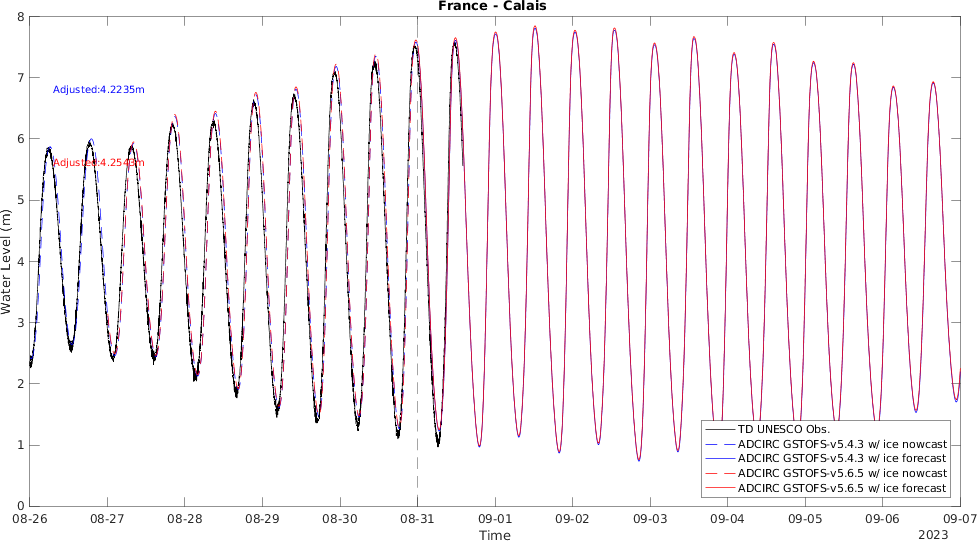 France - Calais
8
7
6
5
4
3
2
1
0
Water Level (m)
Adjusted:4.2235m
Adjusted:4.2543m
TD UNESCO Obs.
ADCIRC GSTOFS-v5.4.3 w/ ice nowcast
ADCIRC GSTOFS-v5.4.3 w/ ice forecast
ADCIRC GSTOFS-v5.6.5 w/ ice nowcast
ADCIRC GSTOFS-v5.6.5 w/ ice forecast
08-26 08-27 08-28 08-29 08-30 08-31 09-01 09-02 09-03 09-04 09-05 09-06 09-07
Time
2023